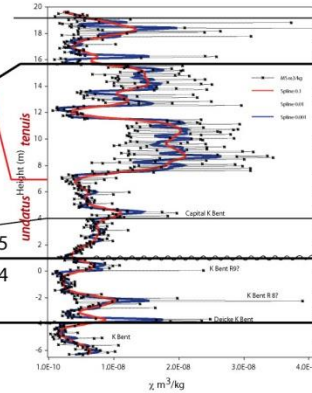 20
18
16
14
12
10
8
6
4
2
0
-2
-4
-6
Height (m)
undatus tenuis
5
4
MS m3/kg
Spline 0.1
Spline 0.01
Spline 0.001
Capital K Bent
K Bent R97
K Bent R 87
Deicke K Bent
K Bent
1.0E-10 1.0E-08 2.0E-08 3.0E-08 4.0
χ m³/kg